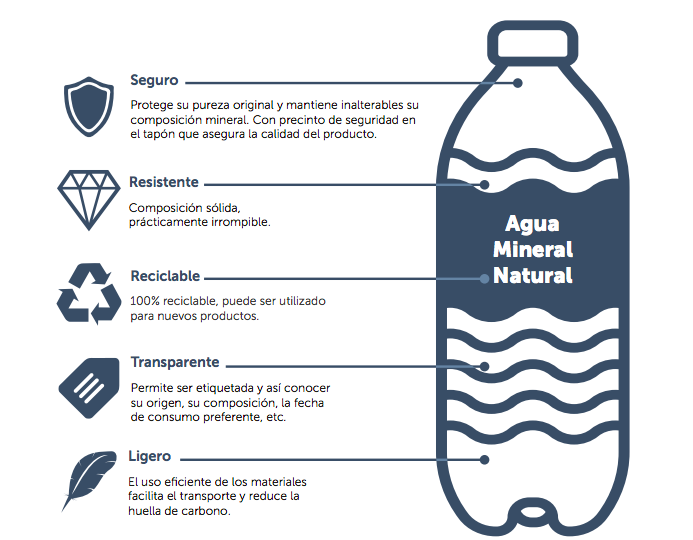 Seguro
Protege su pureza original y mantiene inalterables su
composición mineral. Con precinto de seguridad en
el tapón que asegura la calidad del producto.
Resistente
Composición sólida,
prácticamente irrompible.
Reciclable
100% reciclable, puede ser utilizado
para nuevos productos.
Transparente
Permite ser etiquetada y así conocer
su origen, su composición, la fecha
de consumo preferente, etc.
Ligero
El uso eficiente de los materiales
facilita el transporte y reduce la
huella de carbono.
Agua
Mineral
Natural